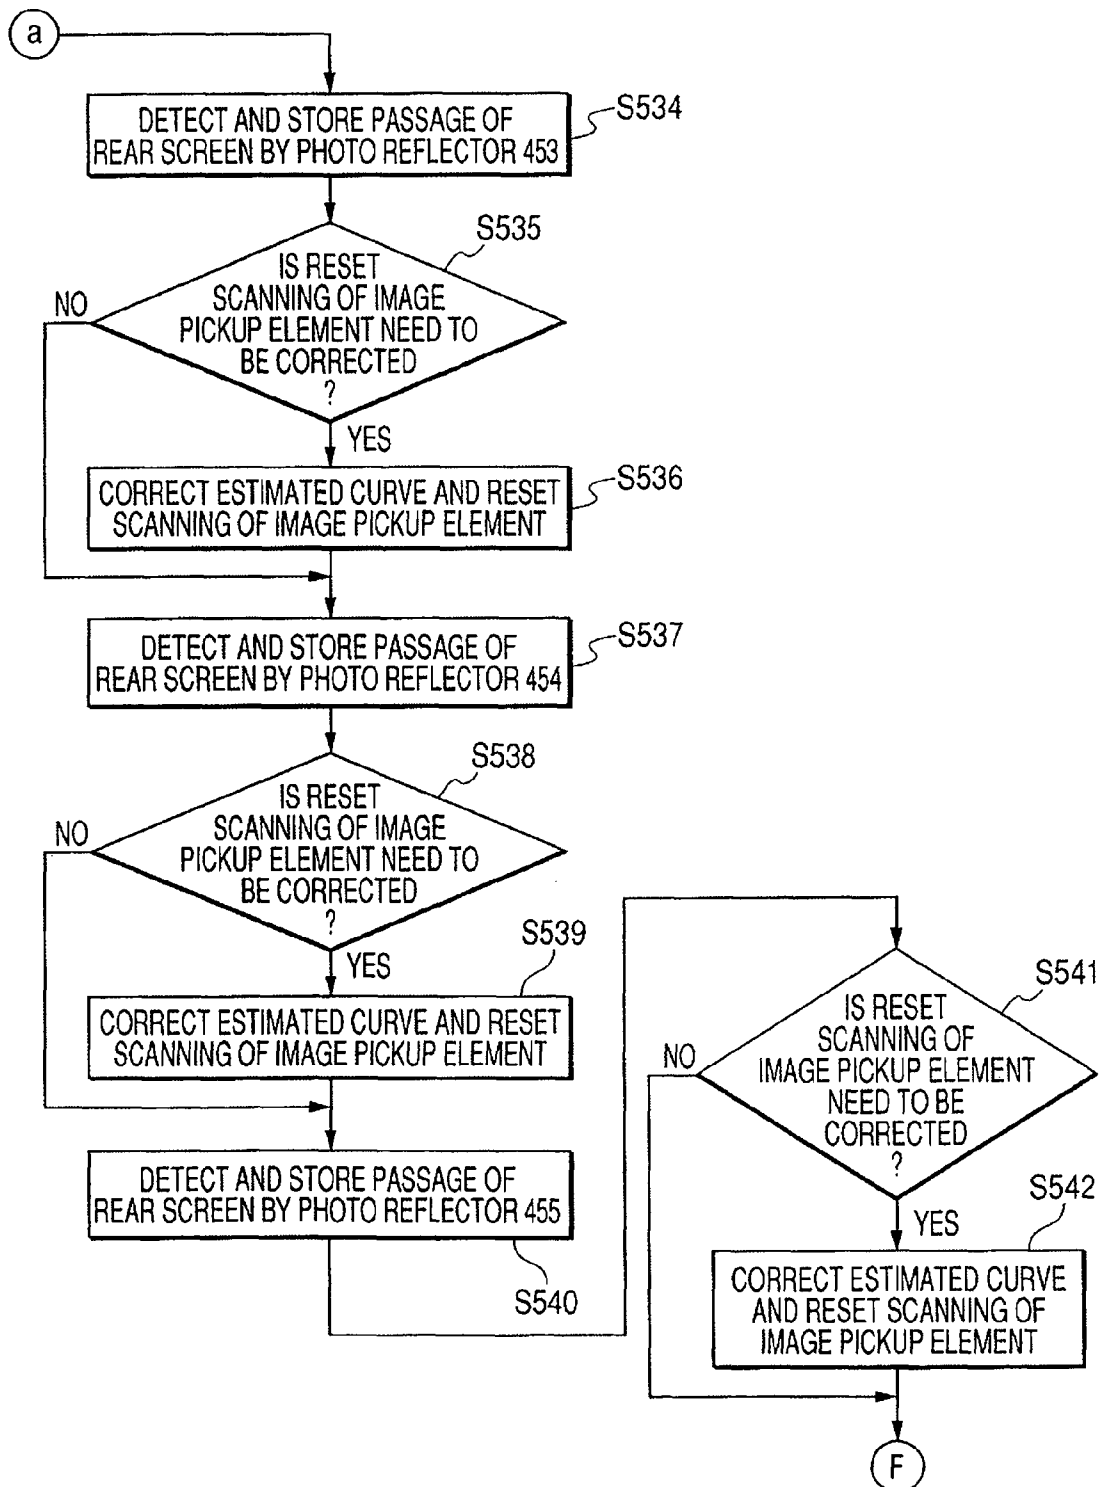 a
DETECT AND STORE PASSAGE OF
REAR SCREEN BY PHOTO REFLECTOR 453
S534
S535
IS RESET
SCANNING OF IMAGE
PICKUP ELEMENT NEED TO
BE CORRECTED
?
NO
YES
S536
CORRECT ESTIMATED CURVE AND RESET
SCANNING OF IMAGE PICKUP ELEMENT
S537
DETECT AND STORE PASSAGE OF
REAR SCREEN BY PHOTO REFLECTOR 454
S538
IS RESET
SCANNING OF IMAGE
PICKUP ELEMENT NEED TO
BE CORRECTED
?
NO
YES
S539
CORRECT ESTIMATED CURVE AND RESET
SCANNING OF IMAGE PICKUP ELEMENT
DETECT AND STORE PASSAGE OF
REAR SCREEN BY PHOTO REFLECTOR 455
S540
S541
IS RESET
SCANNING OF
IMAGE PICKUP ELEMENT
NEED TO BE
CORRECTED
?
NO
YES
S542
CORRECT ESTIMATED CURVE
AND RESET SCANNING OF
IMAGE PICKUP ELEMENT
F